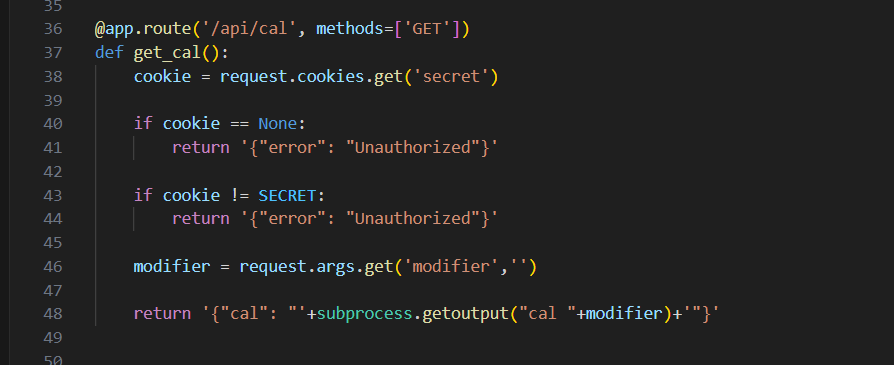 35
36 @app.route('/api/cal', methods=['GET'])
37 def get_cal():
38     cookie = request.cookies.get('secret')
39
40     if cookie == None:
41         return '{"error": "Unauthorized"}'
42
43     if cookie != SECRET:
44         return '{"error": "Unauthorized"}'
45
46     modifier = request.args.get('modifier','')
47
48     return '{"cal": "'+subprocess.getoutput("cal "+modifier)+'"}'
49
50